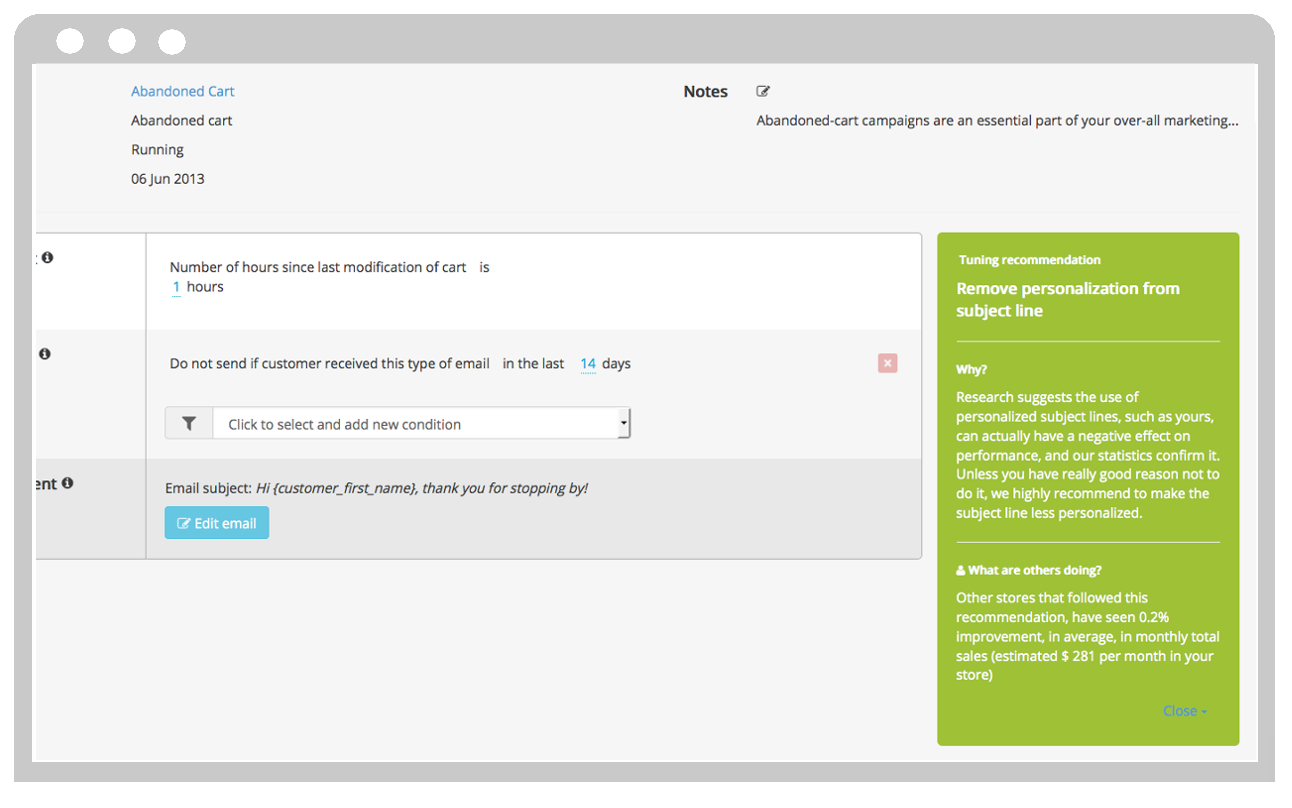 Abandoned Cart
Abandoned cart
Running
06 Jun 2013
Notes
Abandoned-cart campaigns are an essential part of your over-all marketing...
Number of hours since last modification of cart is
1 hours
Do not send if customer received this type of email in the last 14 days
Click to select and add new condition
ent
Email subject: Hi {customer_first_name}, thank you for stopping by!
Edit email
Tuning recommendation
Remove personalization from
subject line
Why?
Research suggests the use of
personalized subject lines, such as yours,
can actually have a negative effect on
performance, and our statistics confirm it.
Unless you have really good reason not to
do it, we highly recommend to make the
subject line less personalized.
What are others doing?
Other stores that followed this
recommendation, have seen 0.2%
improvement, in average, in monthly total
sales (estimated $ 281 per month in your
store)
Close